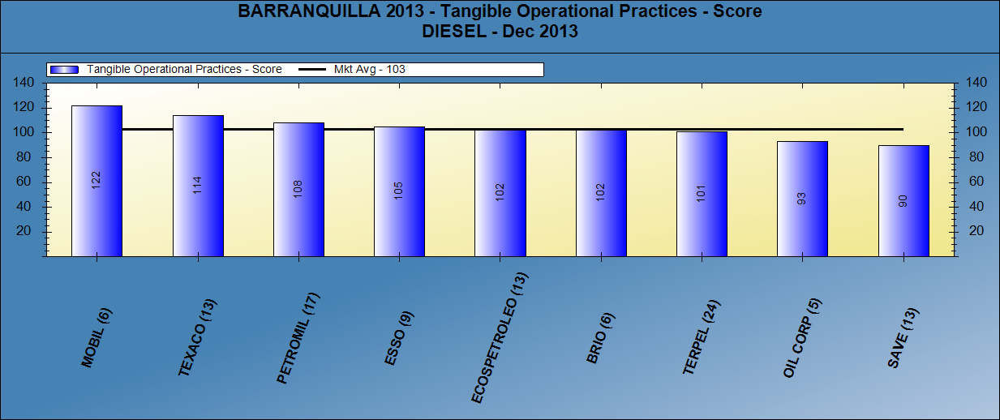 BARRANQUILLA 2013 - Tangible Operational Practices - Score
DIESEL - Dec 2013
Tangible Operational Practices - Score
Mkt Avg - 103
140
120
100
80
60
40
20
140
120
100
80
60
40
20
122
114
108
105
102
102
101
93
90
MOBIL (6)
TEXACO (13)
PETROMIL (17)
ESSO (9)
ECOSPETROLEO (13)
BRIO (6)
TERPEL (24)
OIL CORP (5)
SAVE (13)